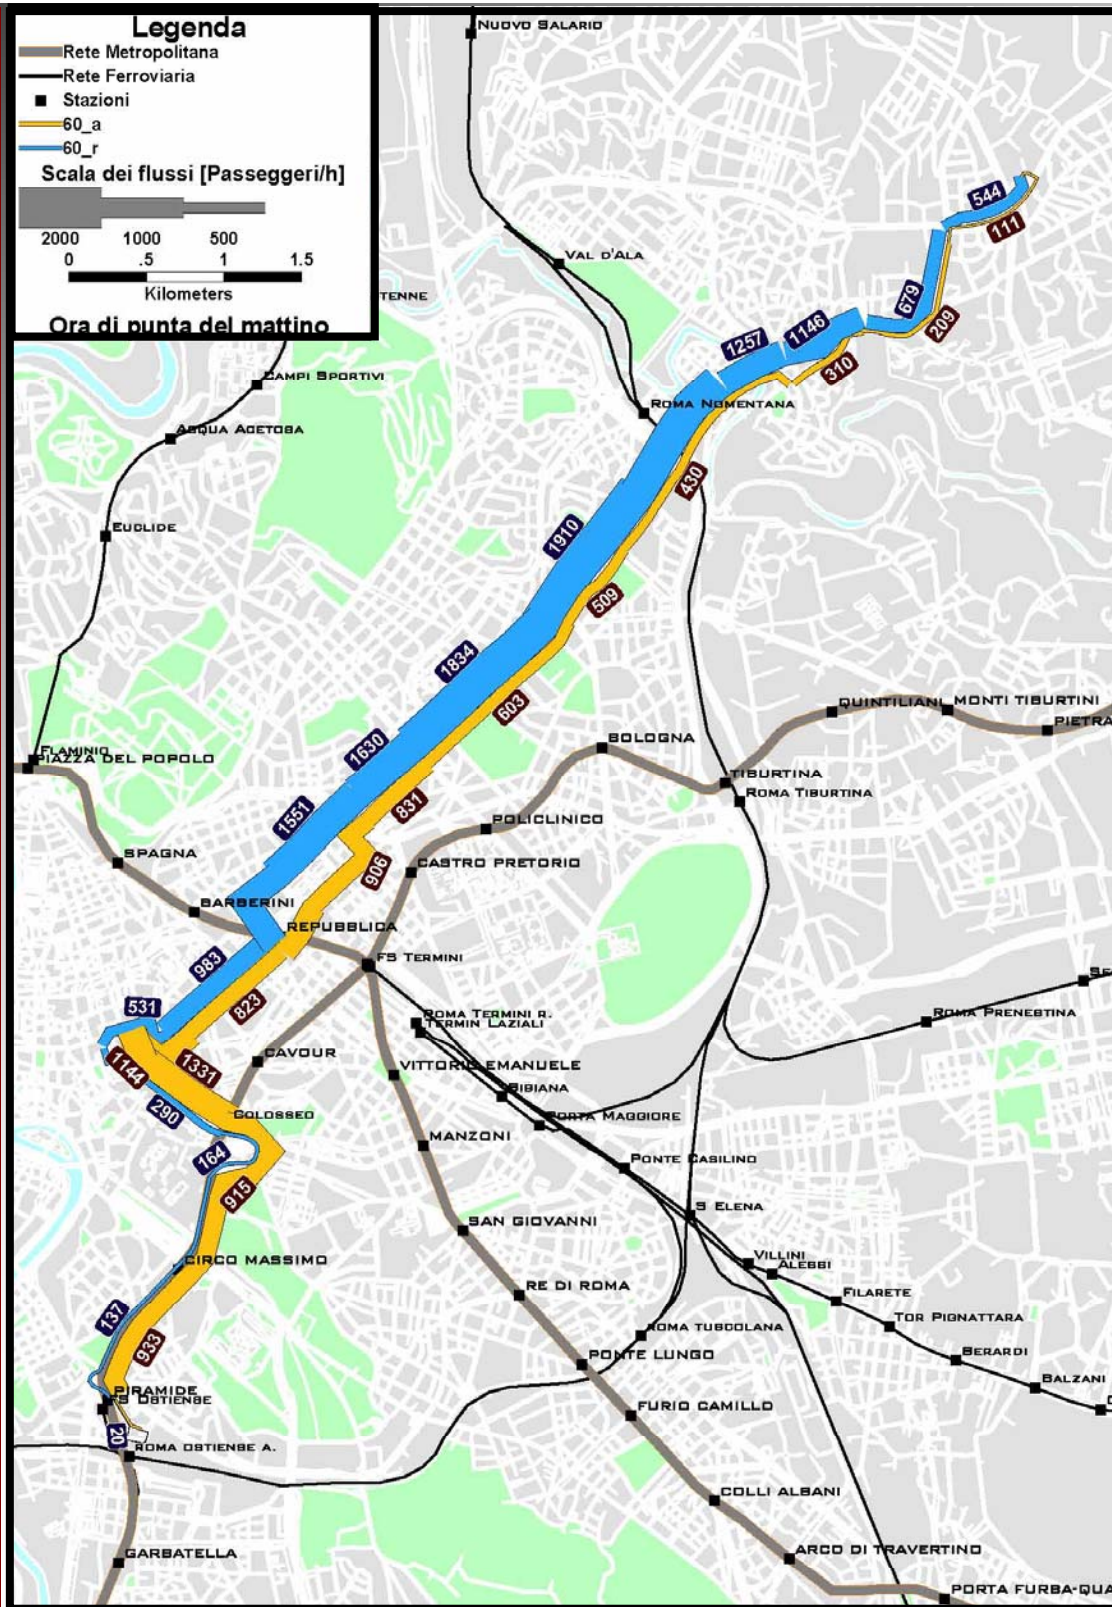 Legenda
Rete Metropolitana
Rete Ferroviaria
Stazioni
60_a
60_r
Scala dei flussi [Passeggeri/h]
2000 1000 500
0 .5 1 1.5
Kilometers
Ora di punta del mattino
NUOVO SALARIO
VAL D'ALA
TENNE
544
111
679
209
1257
1146
310
CAMPI SPORTIVI
ROMA NOMENTANA
ACQUA ACETOSA
430
EUCLIDE
1910
509
1834
603
QUINTILIANI
MONTI TIBURTINI
PIETRA
FLAMINIO
PIAZZA DEL POPOLO
1630
BOLOGNA
TIBURTINA
ROMA TIBURTINA
831
1551
POLICLINICO
SPAGNA
906
CASTRO PRETORIO
BARBERINI
REPUBBLICA
983
FS TERMINI
823
SE
531
ROMA TERMINI R.
TERMIN LAZIALI
ROMA PRENESTINA
1144
1331
CAVOUR
VITTORIO EMANUELE
BIBIANA
290
COLOSSEO
PORTA MAGGIORE
164
MANZONI
PONTE CASILINO
915
S ELENA
SAN GIOVANNI
CIRCO MASSIMO
VILLINI
ALESSI
RE DI ROMA
FILARETE
137
933
TOR PIGNATTARA
ROMA TUSCOLANA
PONTE LUNGO
BERARDI
PIRAMIDE
FS OSTIENSE
BALZANI
FURIO CAMILLO
20
ROMA OSTIENSE A.
COLLI ALBANI
GARBATELLA
ARCO DI TRAVERTINO
PORTA FURBA-QUA